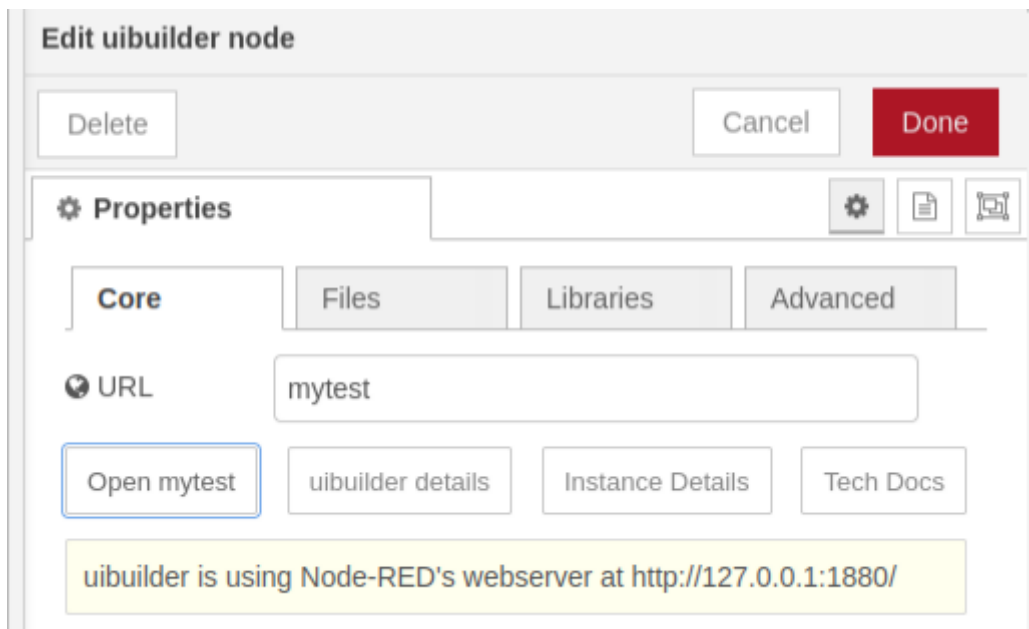 Edit uibuilder node
Delete Cancel Done
Properties
Core Files Libraries Advanced
URL mytest
Open mytest uibuilder details Instance Details Tech Docs
uibuilder is using Node-RED's webserver at http://127.0.0.1:1880/